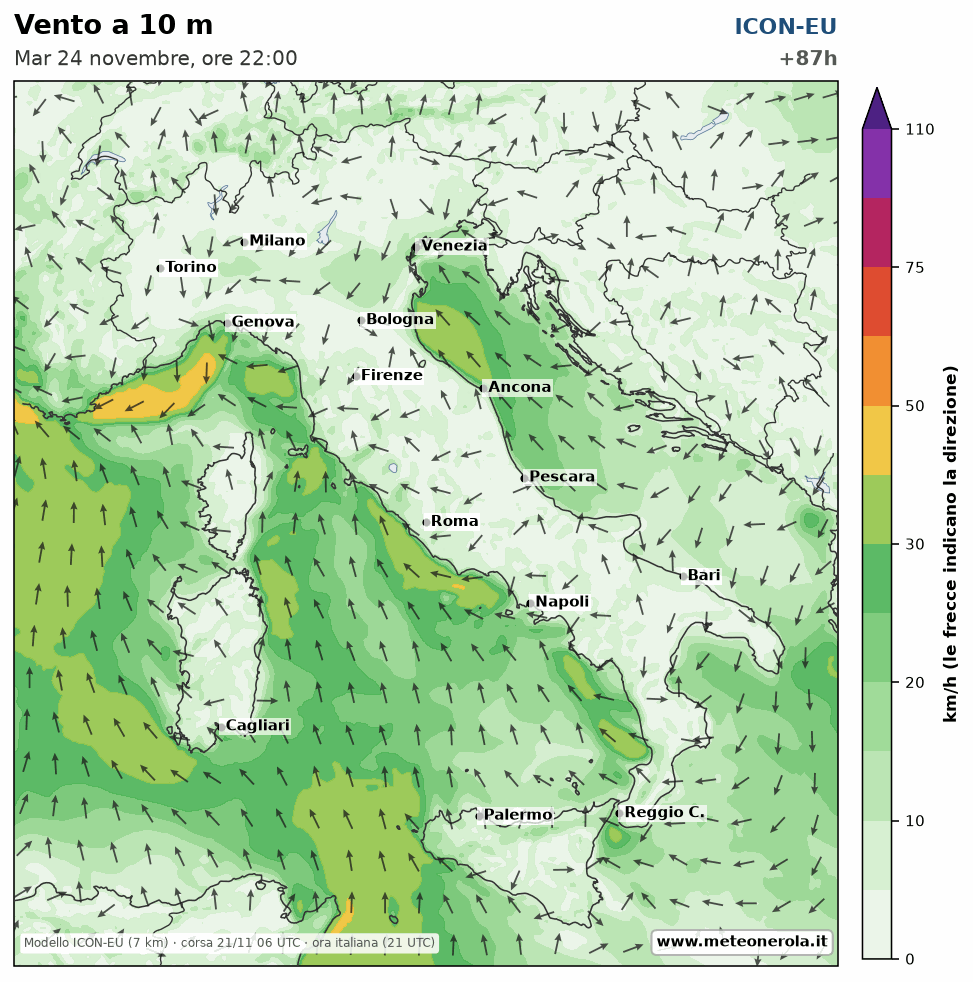 Vento a 10 m
ICON-EU
Mar 24 novembre, ore 22:00
+87h
Milano
Venezia
Torino
Genova
Bologna
Firenze
Ancona
Pescara
Roma
Bari
Napoli
Cagliari
Palermo
Reggio C.
Modello ICON-EU (7 km) · corsa 21/11 06 UTC · ora italiana (21 UTC)
www.meteonerola.it
110
75
50
30
20
10
0
km/h (le frecce indicano la direzione)